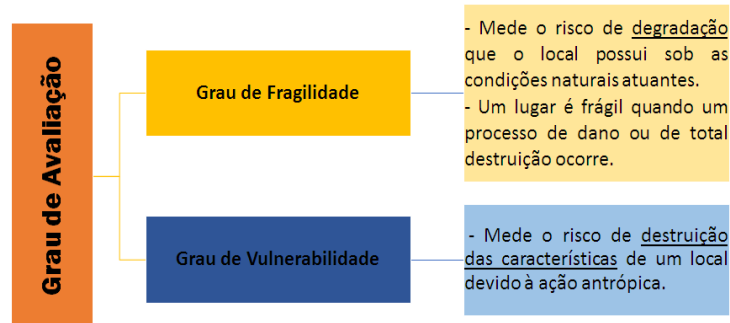 Grau de Avaliação
Grau de Fragilidade
- Mede o risco de degradação
que o local possui sob as
condições naturais atuantes.
- Um lugar é frágil quando um
processo de dano ou de total
destruição ocorre.
Grau de Vulnerabilidade
- Mede o risco de destruição
das características de um local
devido à ação antrópica.